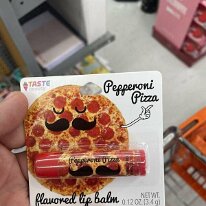 TASTE
Pepperoni
Pizza
Pepperoni Pizza
flavored lip balm
NET WT.
0.12 OZ (3.4 g)